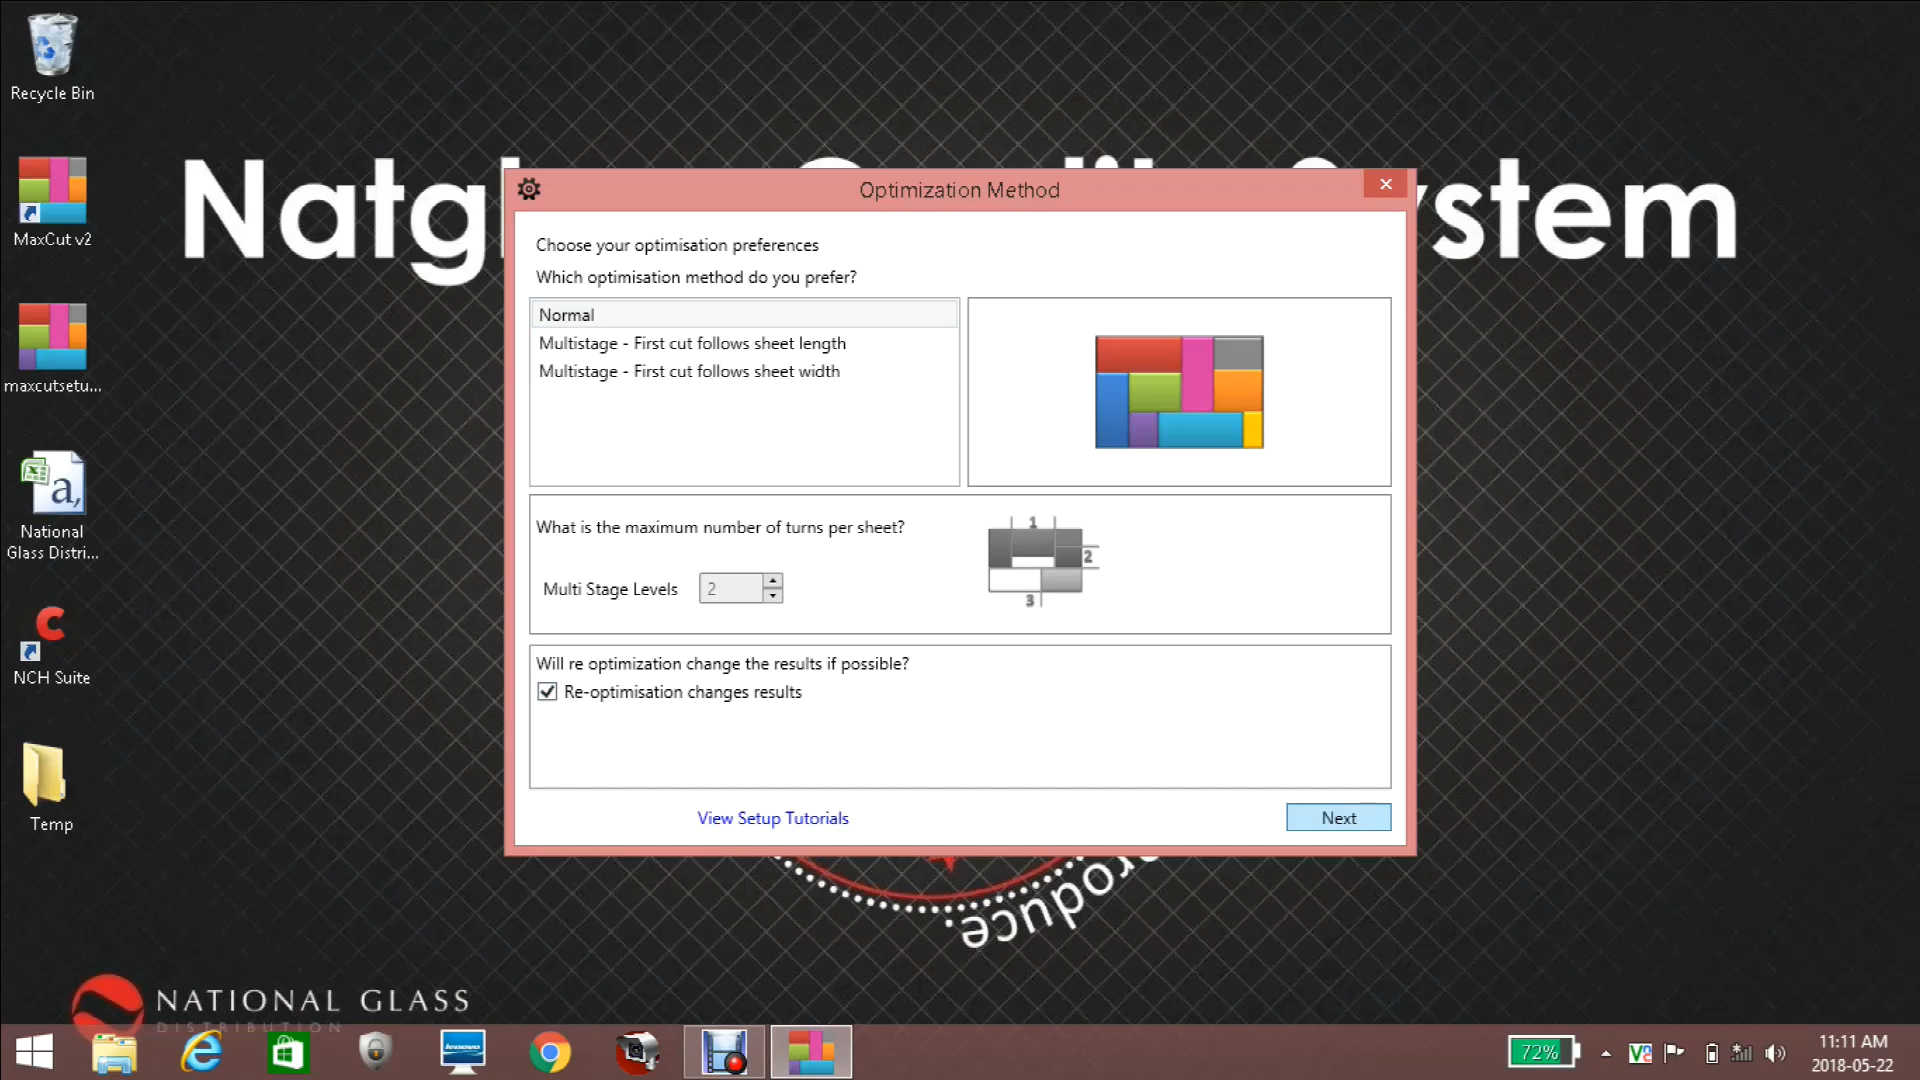 Recycle Bin
MaxCut v2
maxcutsetu...
National
Glass Distri...
NCH Suite
Temp
Optimization Method
Choose your optimisation preferences
Which optimisation method do you prefer?
Normal
Multistage - First cut follows sheet length
Multistage - First cut follows sheet width
What is the maximum number of turns per sheet?
Multi Stage Levels 2
1
2
3
Will re optimization change the results if possible?
Re-optimisation changes results
View Setup Tutorials
Next
NATIONAL GLASS
DISTRIBUTION
lenovo
72%
11:11 AM
2018-05-22